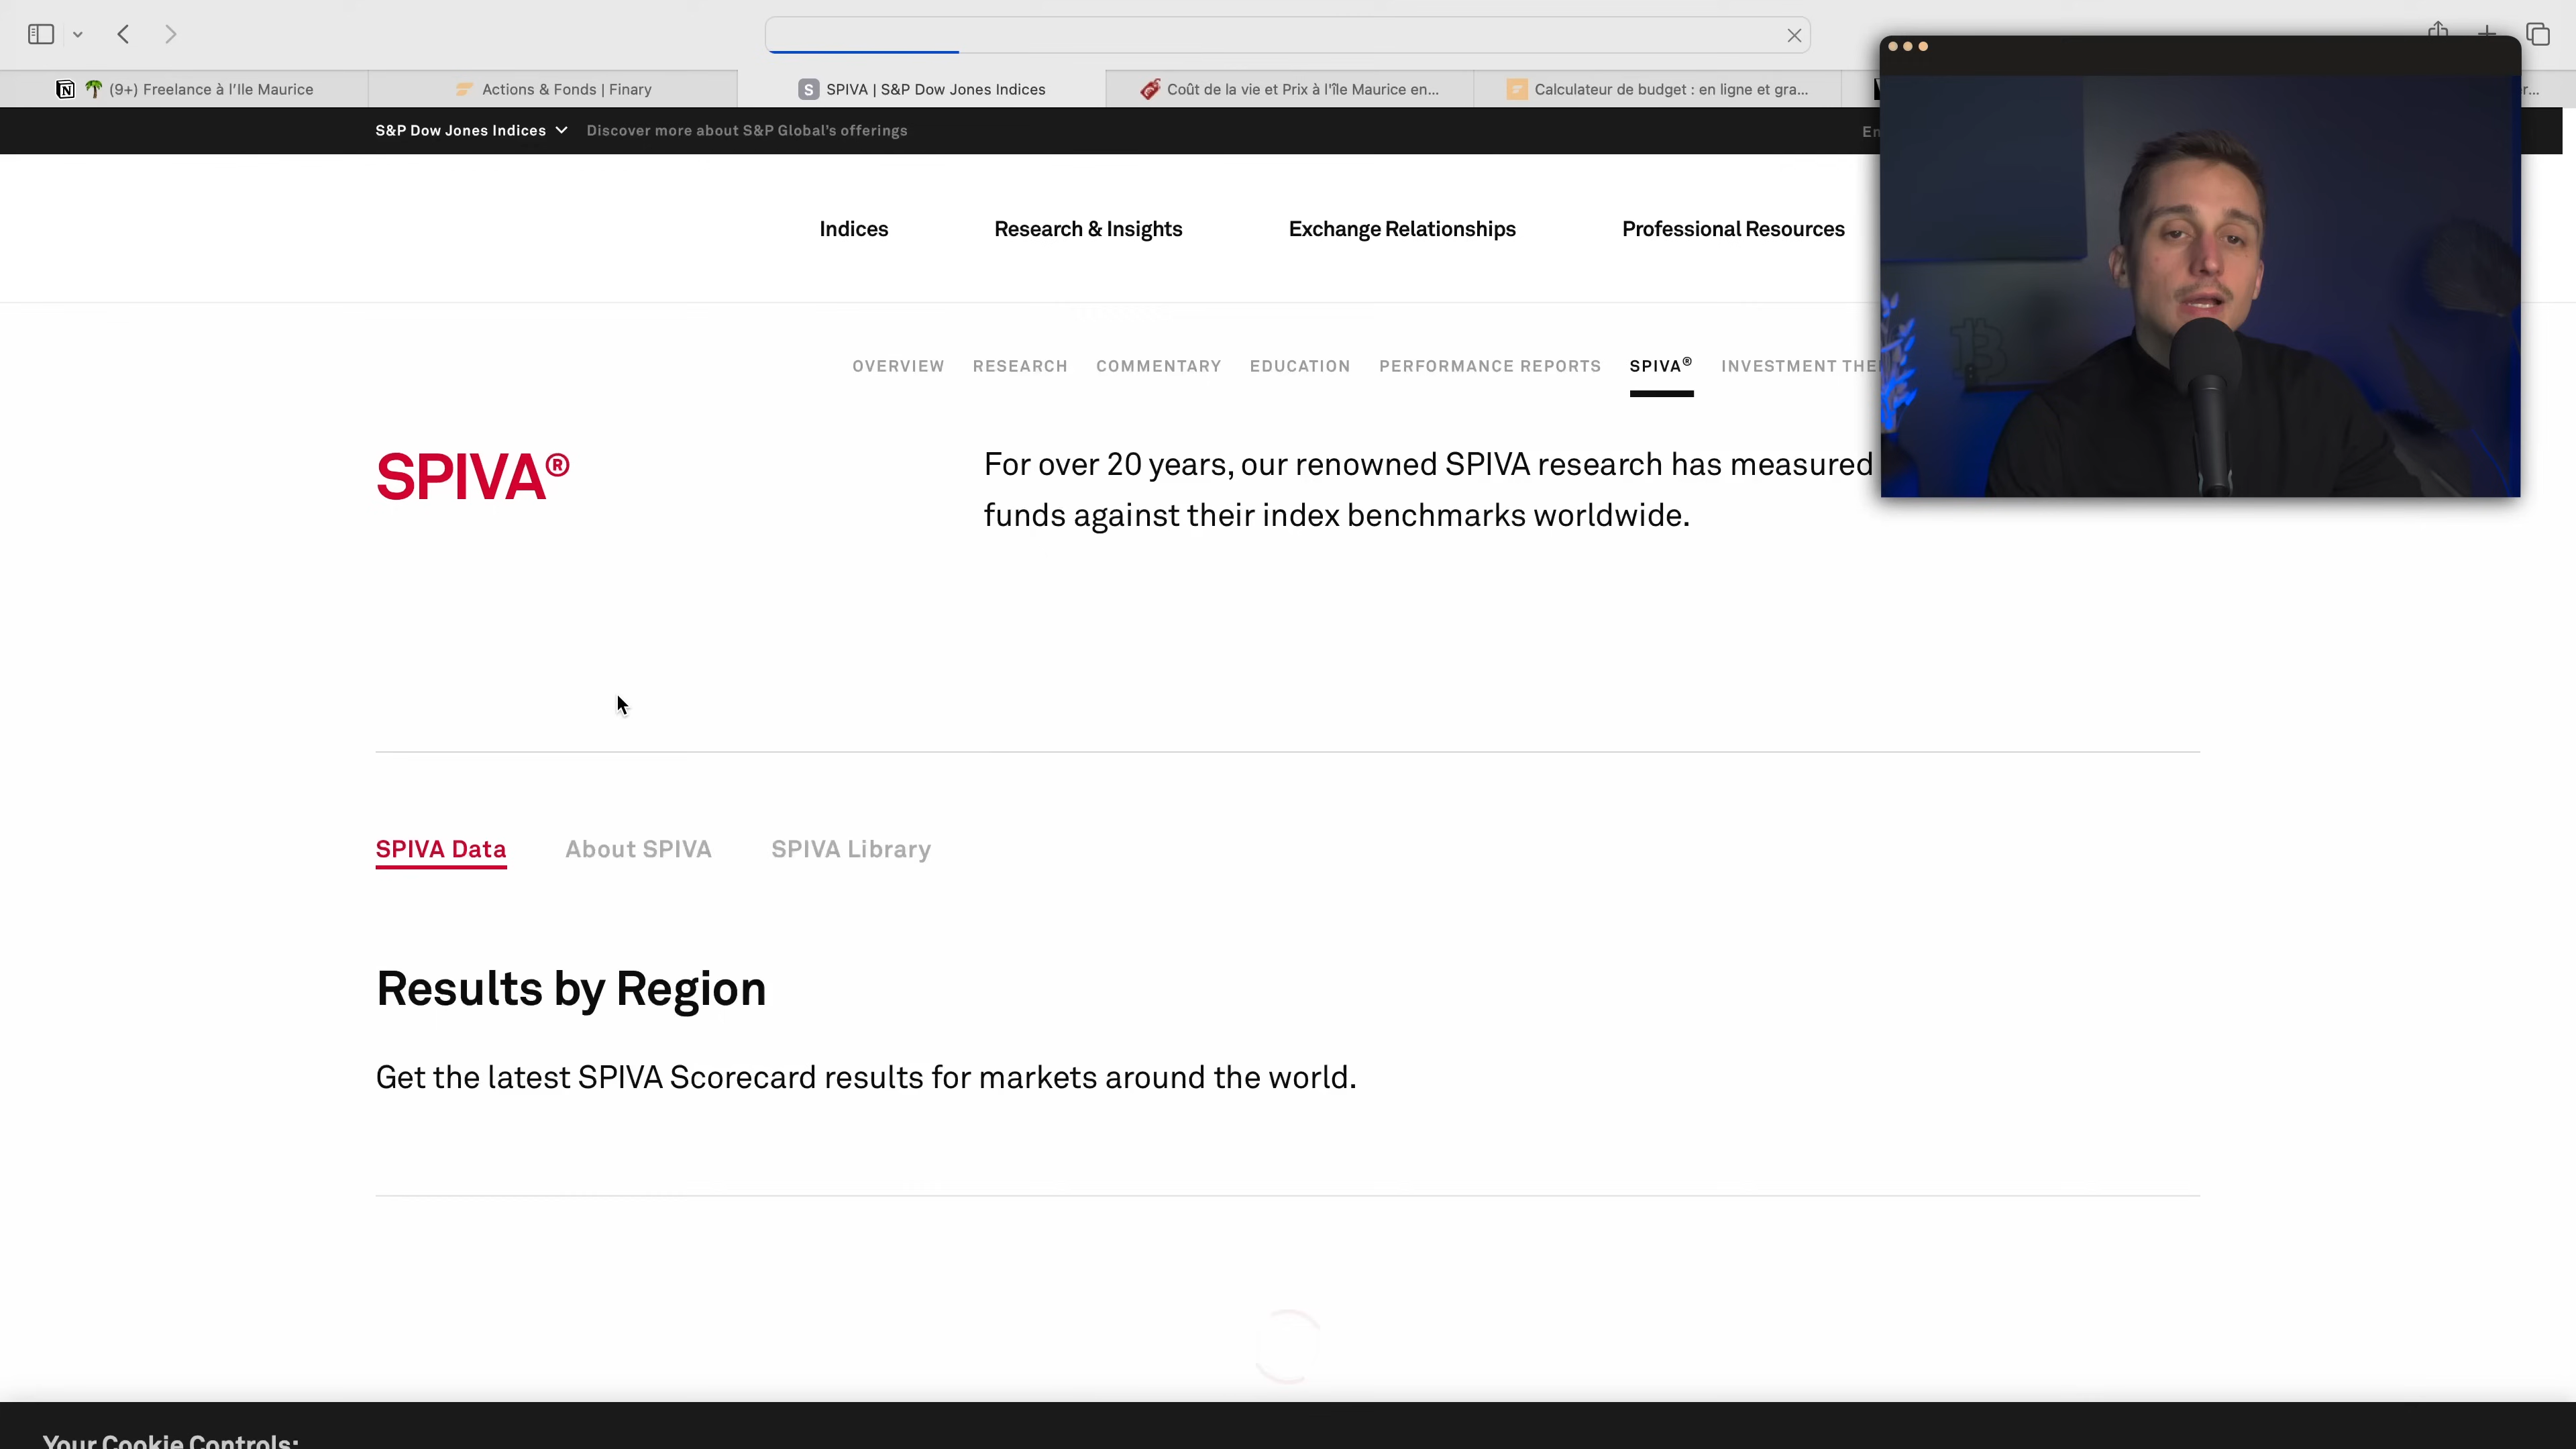 (9+) Freelance à l'Ile Maurice
Actions & Fonds | Finary
S SPIVA | S&P Dow Jones Indices
Coût de la vie et Prix à l'île Maurice en...
Calculateur de budget : en ligne et gra...
S&P Dow Jones Indices
Discover more about S&P Global's offerings
En
Indices
Research & Insights
Exchange Relationships
Professional Resources
OVERVIEW
RESEARCH
COMMENTARY
EDUCATION
PERFORMANCE REPORTS
SPIVA®
INVESTMENT THE
SPIVA®
For over 20 years, our renowned SPIVA research has measured
funds against their index benchmarks worldwide.
SPIVA Data
About SPIVA
SPIVA Library
Results by Region
Get the latest SPIVA Scorecard results for markets around the world.
Your Cookie Controls: